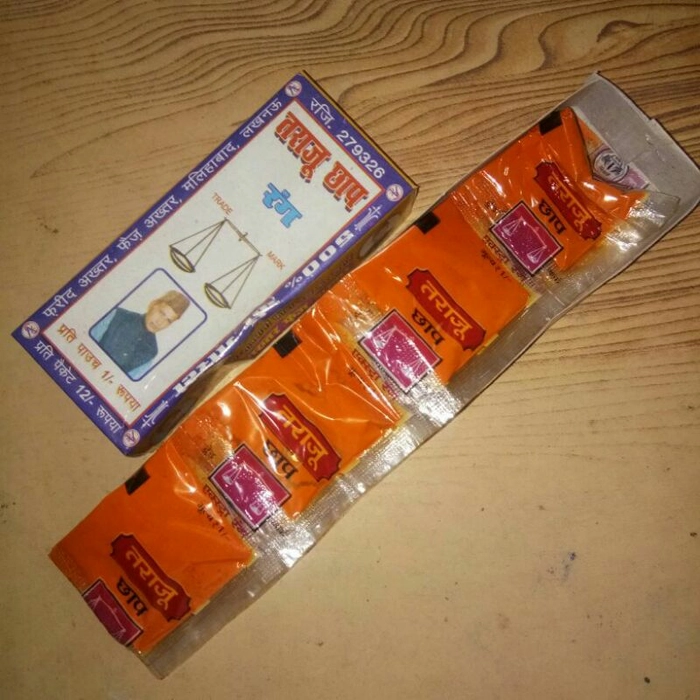 रजि. 279326
फरीद अख्तर, फैज़ अख्तर, मलिहाबाद, लखनऊ
तराजू छाप
रंग
TRADE
MARK
प्रति पाउच 1/- रूपया
प्रति पैकेट 12/- रूपया
तराजू
छाप
तराजू
छाप
तराजू
छाप
तराजू
छाप